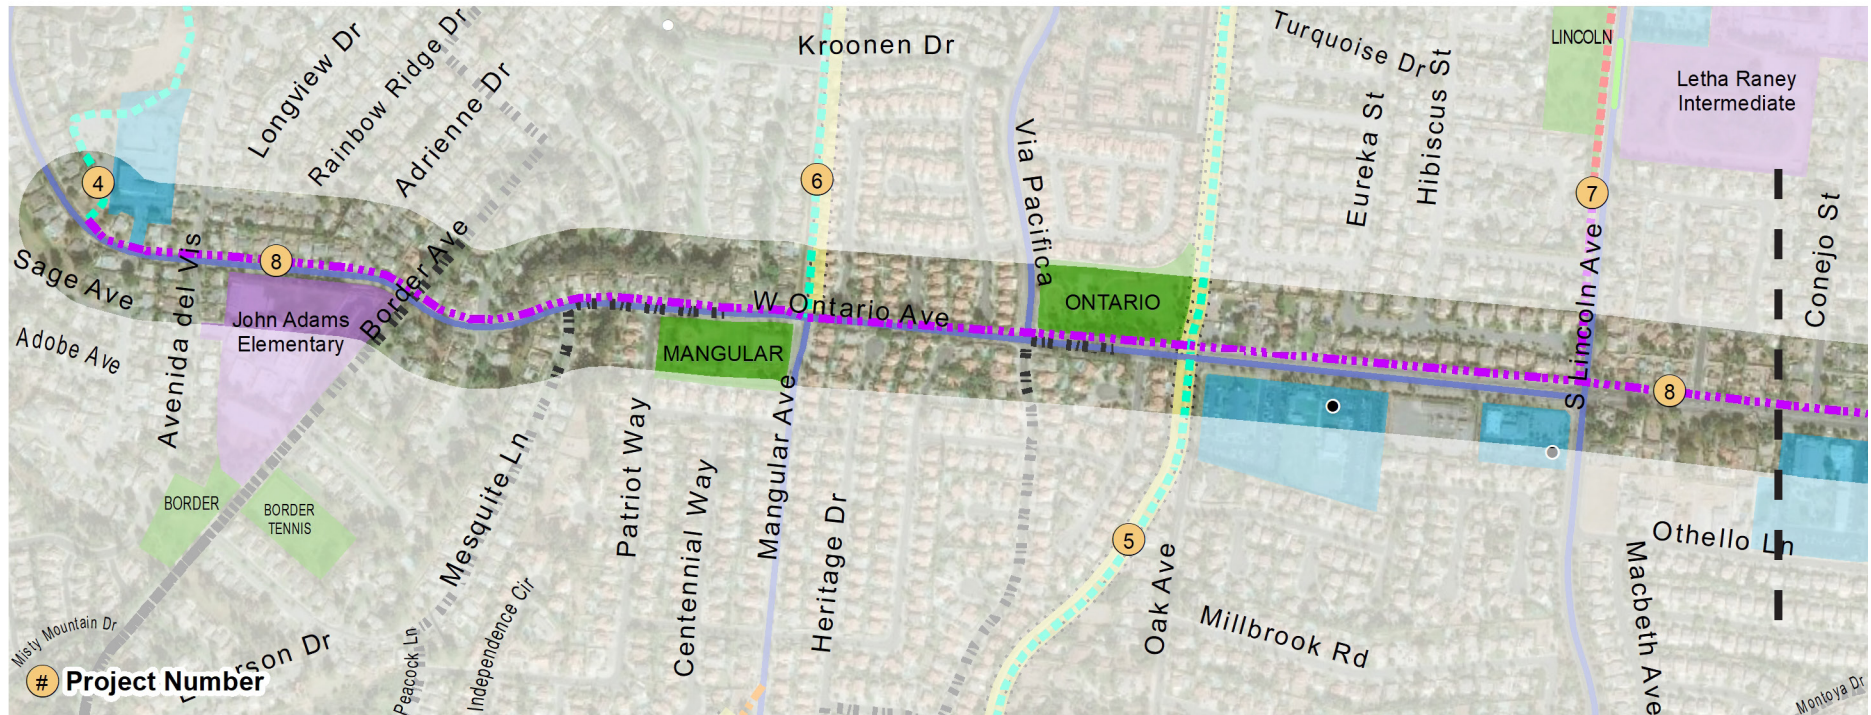 Longview Dr
Rainbow Ridge Dr
Adrienne Dr
Kroonen Dr
Turquoise Dr
Eureka St
Hibiscus St
LINCOLN
Letha Raney
Intermediate
Via Pacifica
4
6
7
Conejo St
Sage Ave
Adobe Ave
Avenida del Vis
8
Border Ave
John Adams
Elementary
W Ontario Ave
ONTARIO
MANGULAR
S Lincoln Ave
8
BORDER
BORDER
TENNIS
Mesquite Ln
Patriot Way
Centennial Way
Mangular Ave
Heritage Dr
5
Oak Ave
Millbrook Rd
Othello Ln
Macbeth Ave
Montoya Dr
Misty Mountain Dr
rson Dr
Peacock Ln
Independence Cir
# Project Number